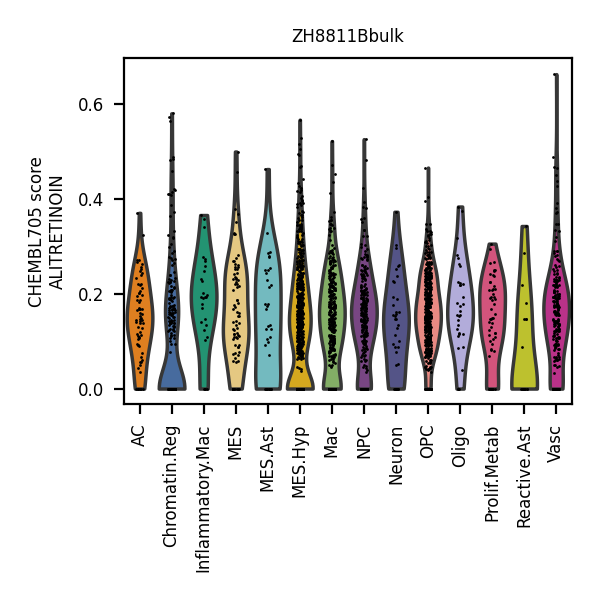 ZH8811Bbulk
CHEMBL705 score
ALITRETINOIN
0.6
0.4
0.2
0.0
AC
Chromatin.Reg
Inflammatory.Mac
MES
MES.Ast
MES.Hyp
Mac
NPC
Neuron
OPC
Oligo
Prolif.Metab
Reactive.Ast
Vasc